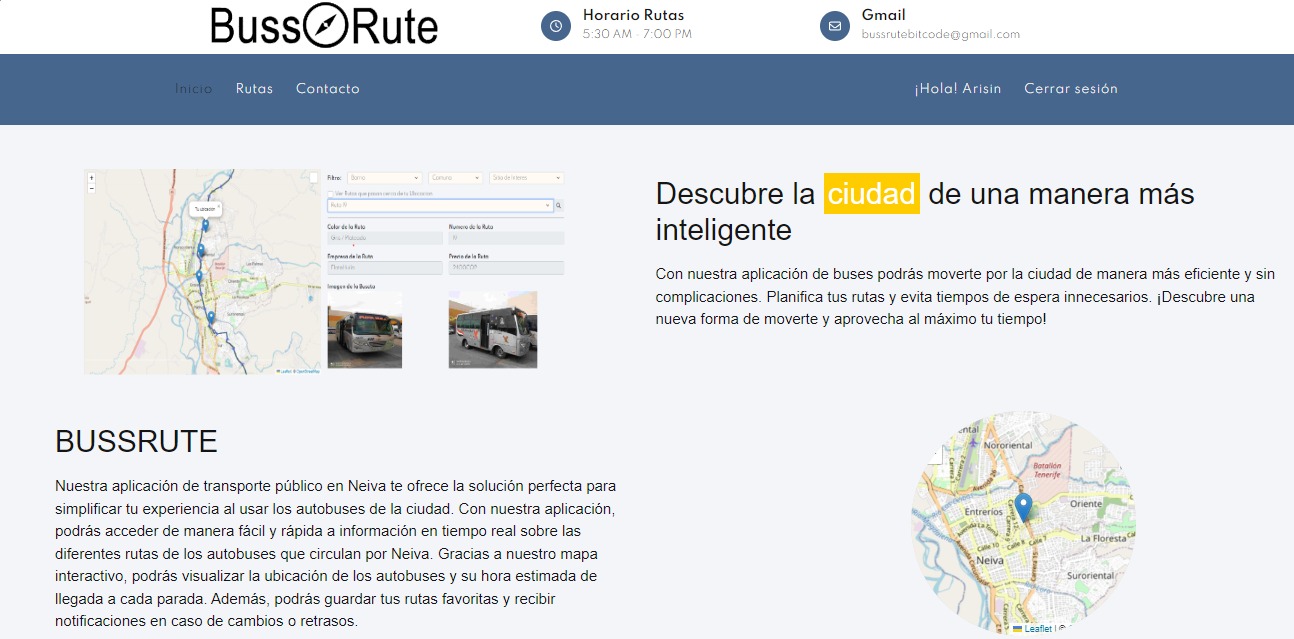 BussRute
Horario Rutas
5:30 AM - 7:00 PM
Gmail
bussrutebitcode@gmail.com
Inicio
Rutas
Contacto
¡Hola! Arisin
Cerrar sesión
+
−
Tu ubicación
Filtro:
Barrio
Comuna
Sitio de interes
Ver Rutas que pasan cerca de tu Ubicacion
Ruta 19
Color de la Ruta
Numero de la Ruta
Gris / Plateado
19
Empresa de la Ruta
Precio de la Ruta
Imagen de la Buseta
Leaflet | © OpenStreetMap
Descubre la ciudad de una manera más
inteligente
Con nuestra aplicación de buses podrás moverte por la ciudad de manera más eficiente y sin
complicaciones. Planifica tus rutas y evita tiempos de espera innecesarios. ¡Descubre una
nueva forma de moverte y aprovecha al máximo tu tiempo!
BUSSRUTE
Nuestra aplicación de transporte público en Neiva te ofrece la solución perfecta para
simplificar tu experiencia al usar los autobuses de la ciudad. Con nuestra aplicación,
podrás acceder de manera fácil y rápida a información en tiempo real sobre las
diferentes rutas de los autobuses que circulan por Neiva. Gracias a nuestro mapa
interactivo, podrás visualizar la ubicación de los autobuses y su hora estimada de
llegada a cada parada. Además, podrás guardar tus rutas favoritas y recibir
notificaciones en caso de cambios o retrasos.
Nororiental
Batallón
Tenerife
Entrerios
Oriente
La Floresta
Calle 10
Calle 8
Calle 7
Neiva
Suroriental
Leaflet | ©